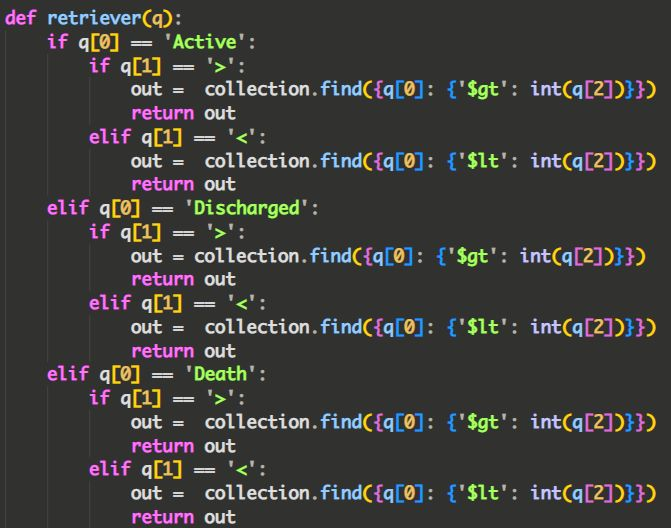 def retriever(q):
    if q[0] == 'Active':
        if q[1] == '>':
            out =  collection.find({q[0]: {'$gt': int(q[2])}})
            return out
        elif q[1] == '<':
            out =  collection.find({q[0]: {'$lt': int(q[2])}})
            return out
    elif q[0] == 'Discharged':
        if q[1] == '>':
            out = collection.find({q[0]: {'$gt': int(q[2])}})
            return out
        elif q[1] == '<':
            out =  collection.find({q[0]: {'$lt': int(q[2])}})
            return out
    elif q[0] == 'Death':
        if q[1] == '>':
            out =  collection.find({q[0]: {'$gt': int(q[2])}})
            return out
        elif q[1] == '<':
            out =  collection.find({q[0]: {'$lt': int(q[2])}})
            return out